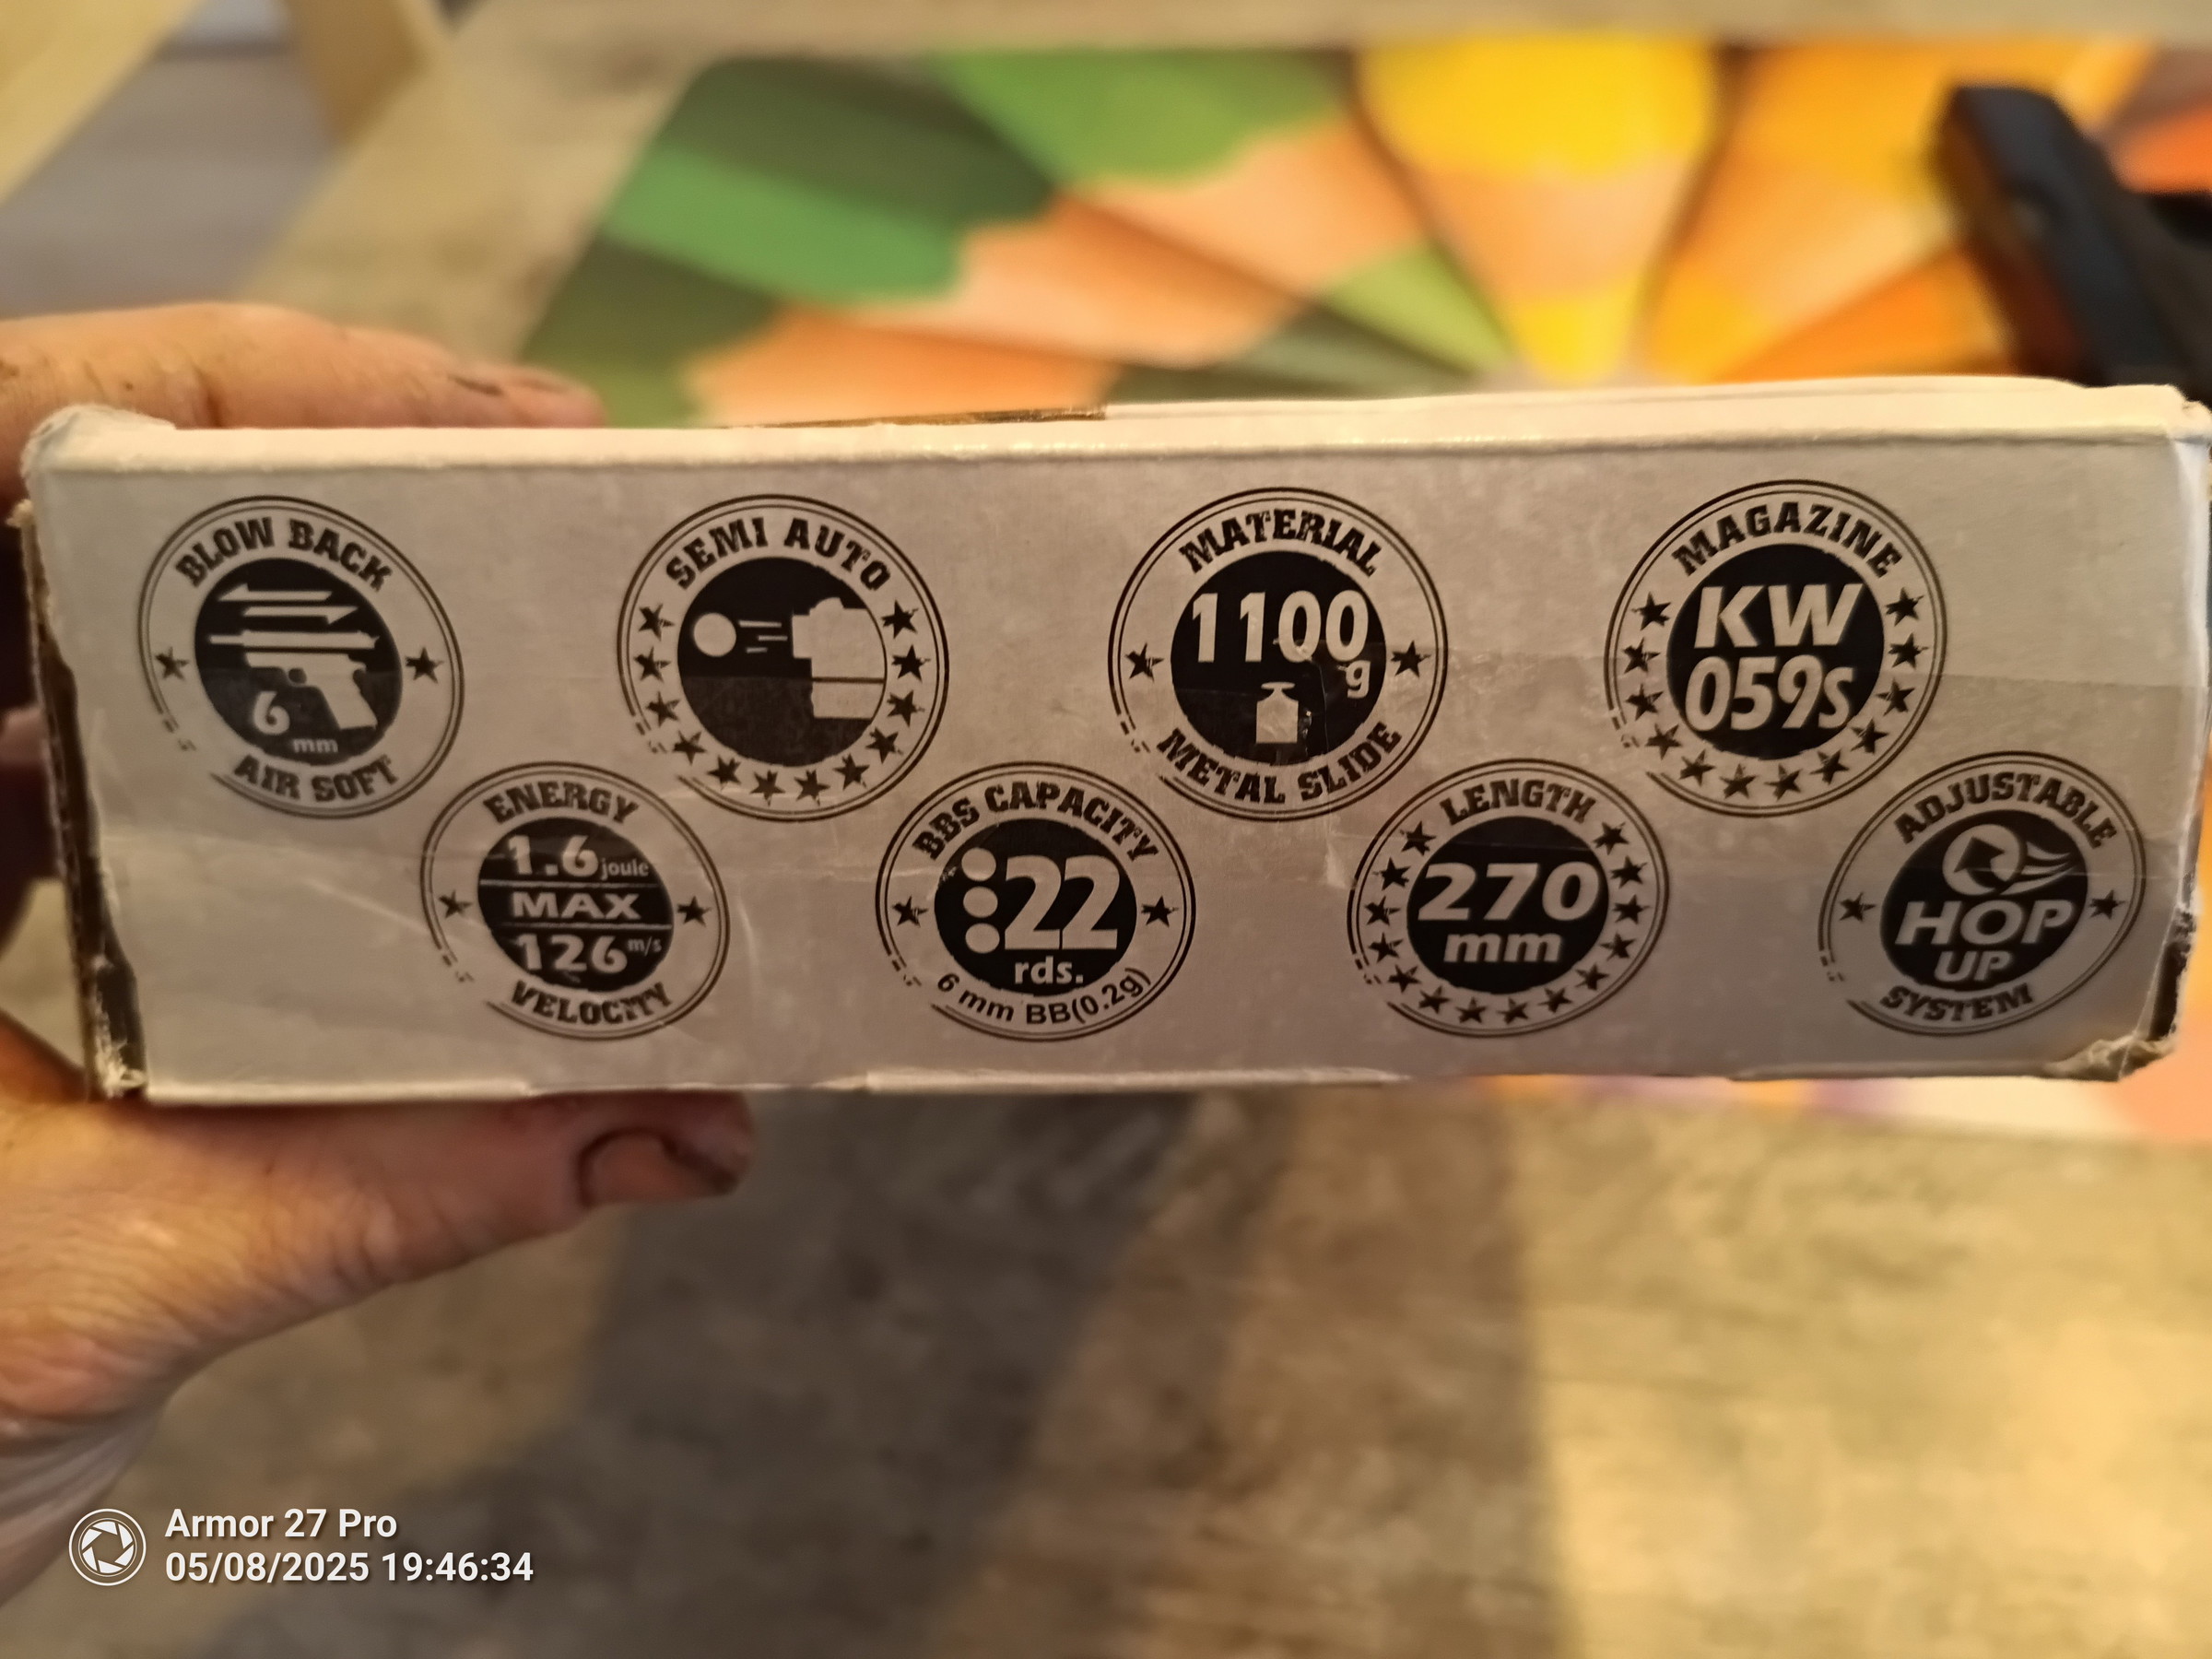 BLOW BACK
6
mm
AIR SOFT
SEMI AUTO
MATERIAL
1100
g
METAL SLIDE
MAGAZINE
KW
059s
ENERGY
1.6 joule
MAX
126 m/s
VELOCITY
BBS CAPACITY
22
rds.
6 mm BB(0.2g)
LENGTH
270
mm
ADJUSTABLE
HOP
UP
SYSTEM
Armor 27 Pro
05/08/2025 19:46:34